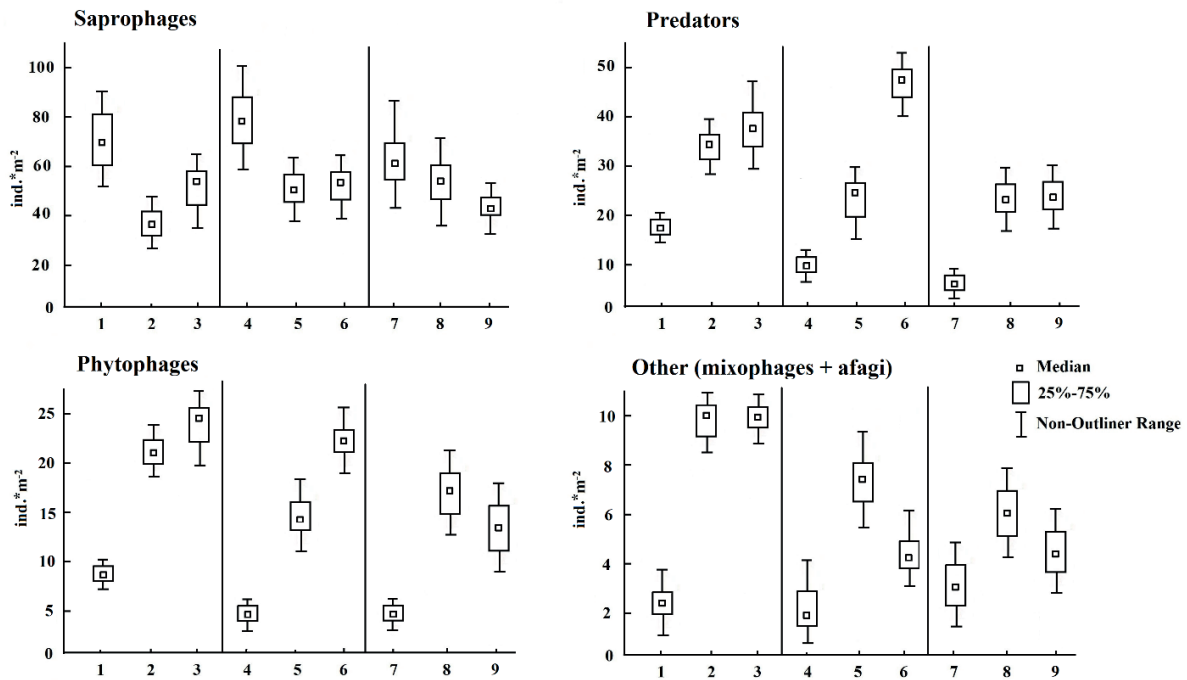 Saprophages
100
80
60
40
20
0
ind.*m-2
1 2 3 4 5 6 7 8 9
Predators
50
40
30
20
10
0
ind.*m-2
1 2 3 4 5 6 7 8 9
Phytophages
25
20
15
10
5
0
ind.*m-2
1 2 3 4 5 6 7 8 9
Other (mixophages + afagi)
10
8
6
4
2
0
ind.*m-2
1 2 3 4 5 6 7 8 9
Median
25%-75%
Non-Outliner Range